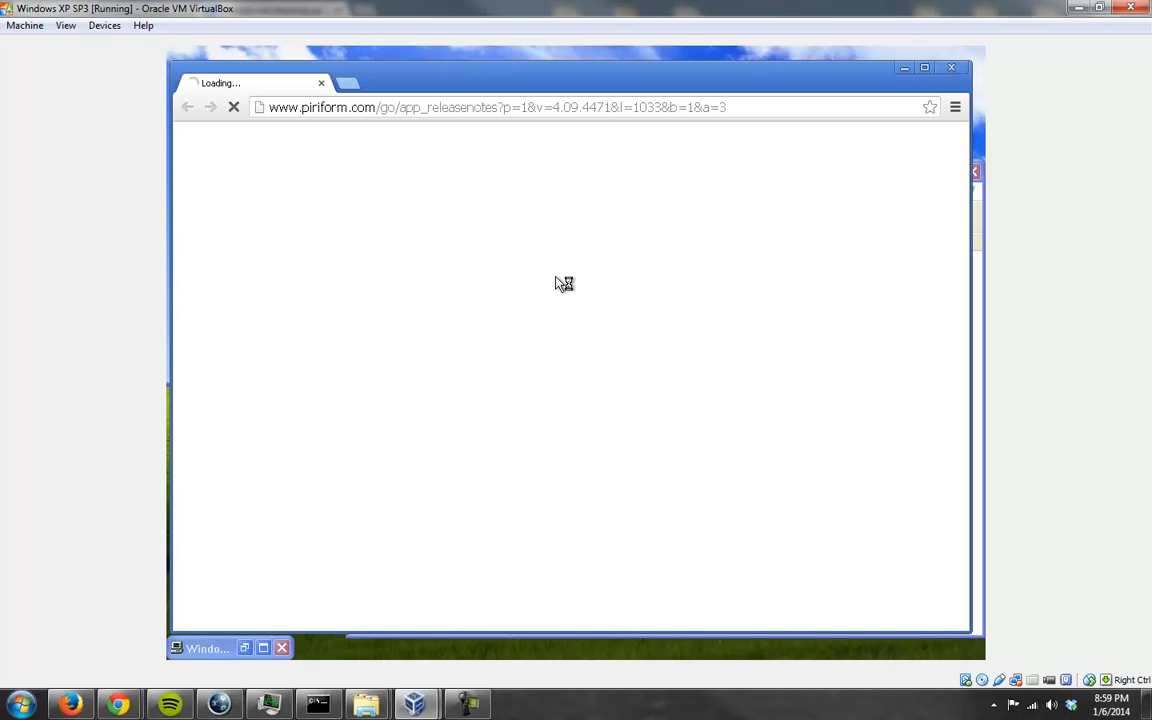 Windows XP SP3 [Running] - Oracle VM VirtualBox
Machine View Devices Help
Loading...
www.piriform.com/go/app_releasenotes?p=1&v=4.09.4471&l=1033&b=1&a=3
Windo...
Right Ctrl
8:59 PM
1/6/2014